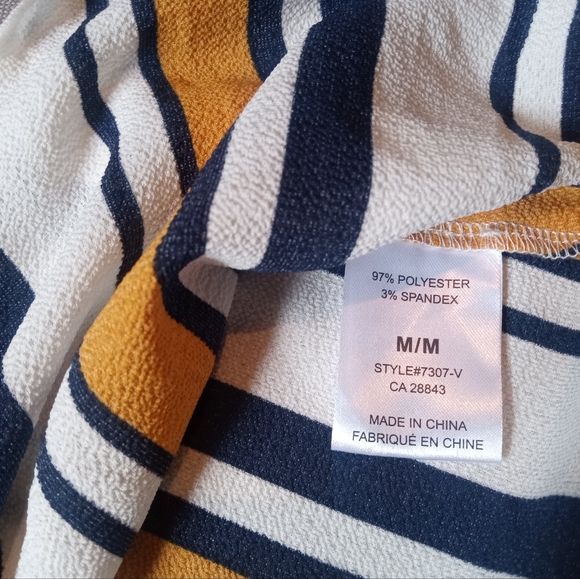 97% POLYESTER
3% SPANDEX
M/M
STYLE#7307-V
CA 28843
MADE IN CHINA
FABRIQUÉ EN CHINE